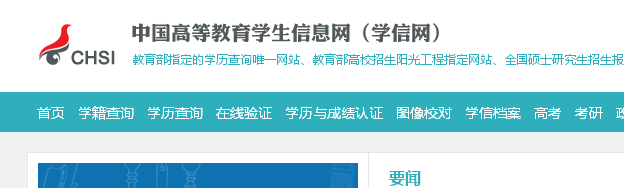 中国高等教育学生信息网（学信网）
CHSI
教育部指定的学历查询唯一网站、教育部高校招生阳光工程指定网站、全国硕士研究生招生报
首页 学籍查询 学历查询 在线验证 学历与成绩认证 图像校对 学信档案 高考 考研
要闻